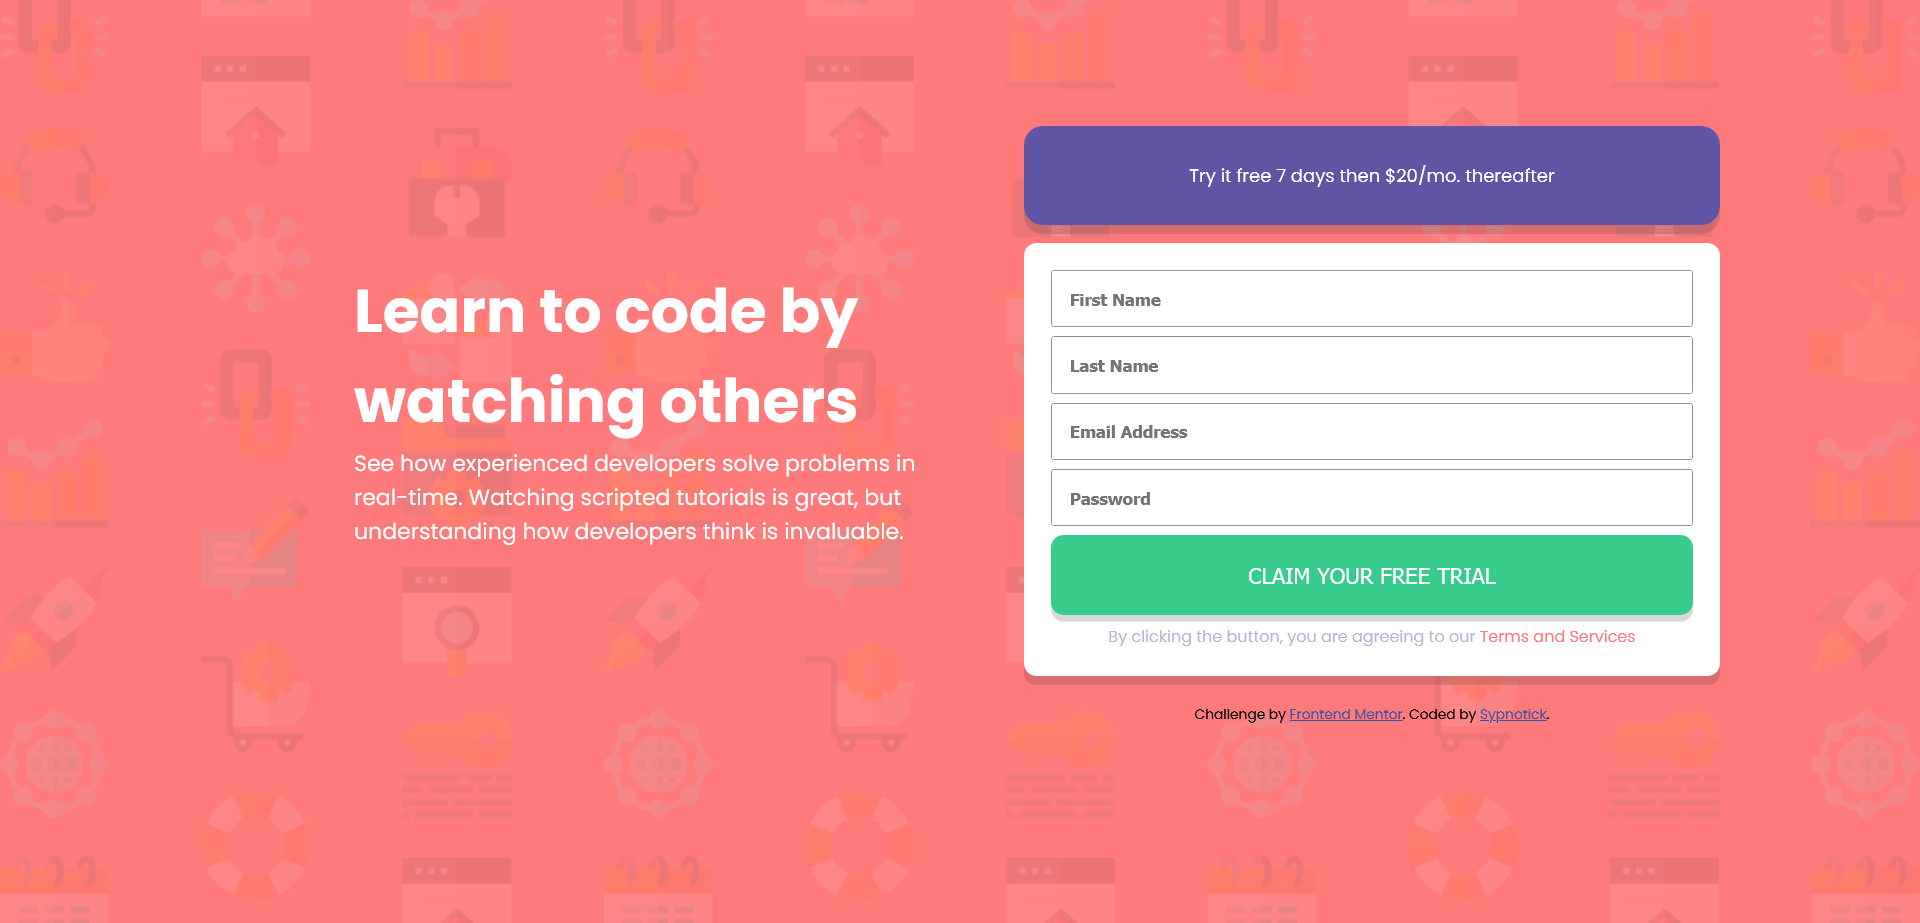 Learn to code by
watching others
See how experienced developers solve problems in
real-time. Watching scripted tutorials is great, but
understanding how developers think is invaluable.
Try it free 7 days then $20/mo. thereafter
First Name
Last Name
Email Address
Password
CLAIM YOUR FREE TRIAL
By clicking the button, you are agreeing to our Terms and Services
Challenge by Frontend Mentor. Coded by Sypnotick.